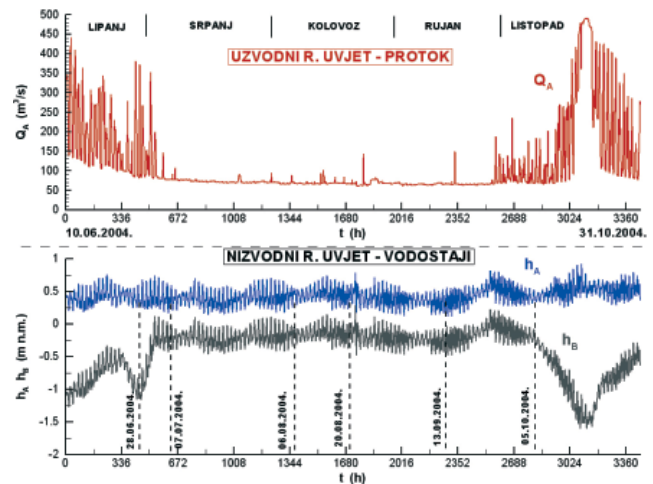 LIPANJ SRPANJ KOLOVOZ RUJAN LISTOPAD
UZVODNI R. UVJET - PROTOK
Q_A
Q_A (m³/s)
500
450
400
350
300
250
200
150
100
50
0
0 336 672 1008 1344 1680 2016 2352 2688 3024 3360
10.06.2004. t (h) 31.10.2004.
NIZVODNI R. UVJET - VODOSTAJI
h_A
h_B
h_A h_B (m n.m.)
1
0.5
0
-0.5
-1
-1.5
-2
28.06.2004.
07.07.2004.
06.08.2004.
20.08.2004.
13.09.2004.
05.10.2004.
0 336 672 1008 1344 1680 2016 2352 2688 3024 3360
t (h)